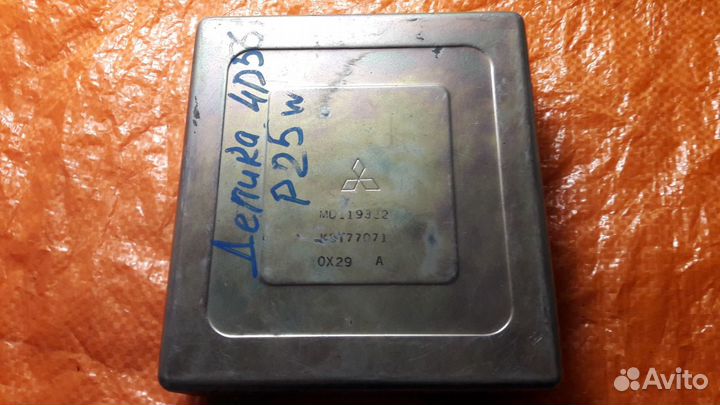 Делика 4D56
P25W
MD119332
0X29 A
Avito